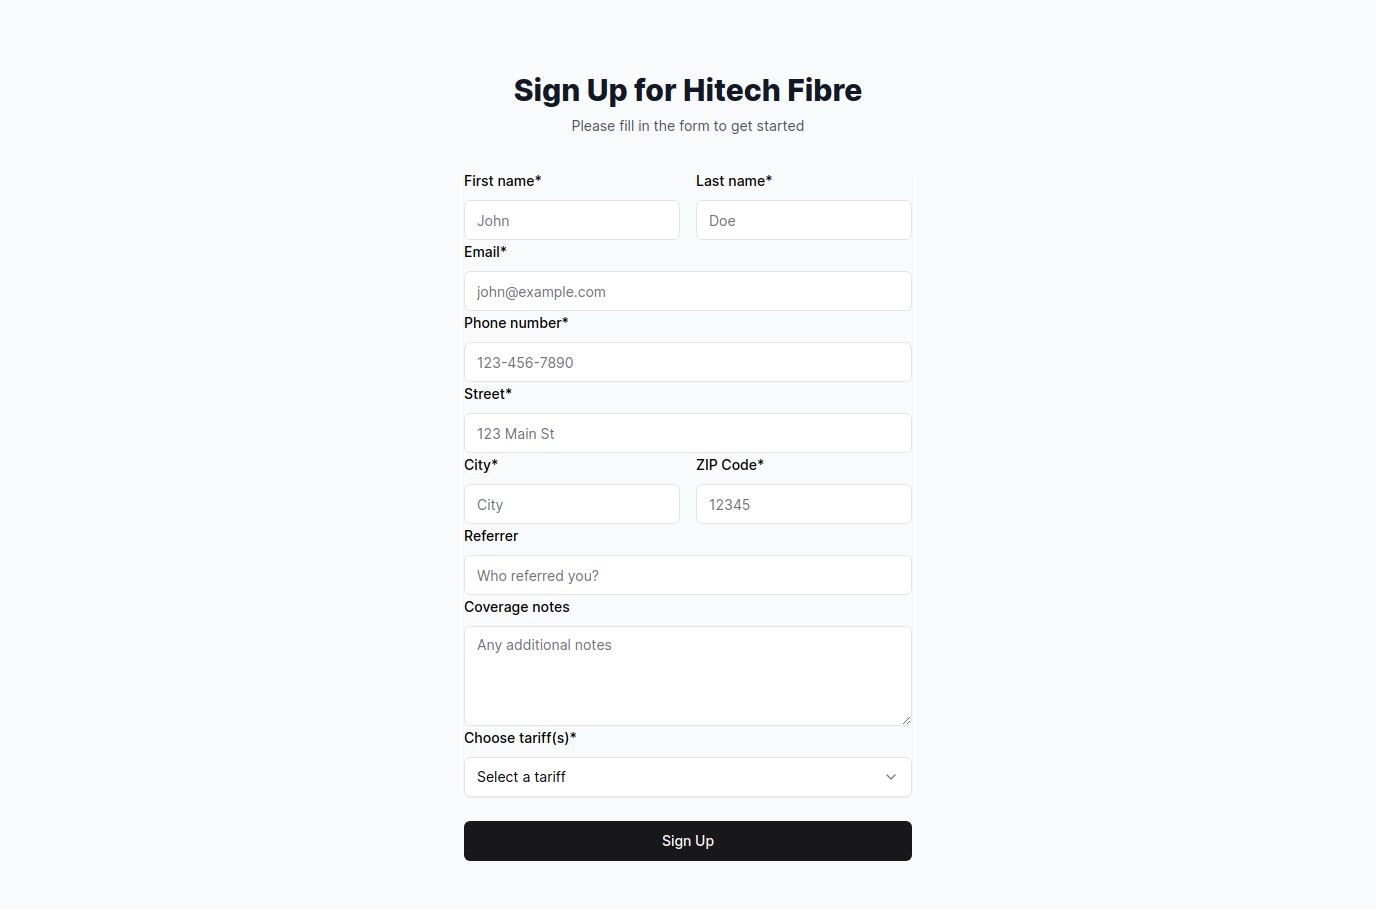 Sign Up for Hitech Fibre
Please fill in the form to get started
First name* Last name*
John Doe
Email*
john@example.com
Phone number*
123-456-7890
Street*
123 Main St
City* ZIP Code*
City 12345
Referrer
Who referred you?
Coverage notes
Any additional notes
Choose tariff(s)*
Select a tariff
Sign Up